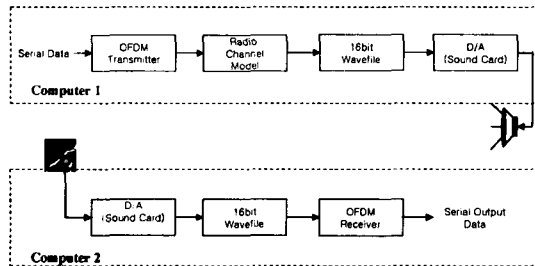 Serial Data
OFDM
Transmitter
Radio
Channel
Model
16bit
Wavefile
D/A
(Sound Card)
Computer 1
D/A
(Sound Card)
16bit
Wavefile
OFDM
Receiver
Serial Output
Data
Computer 2